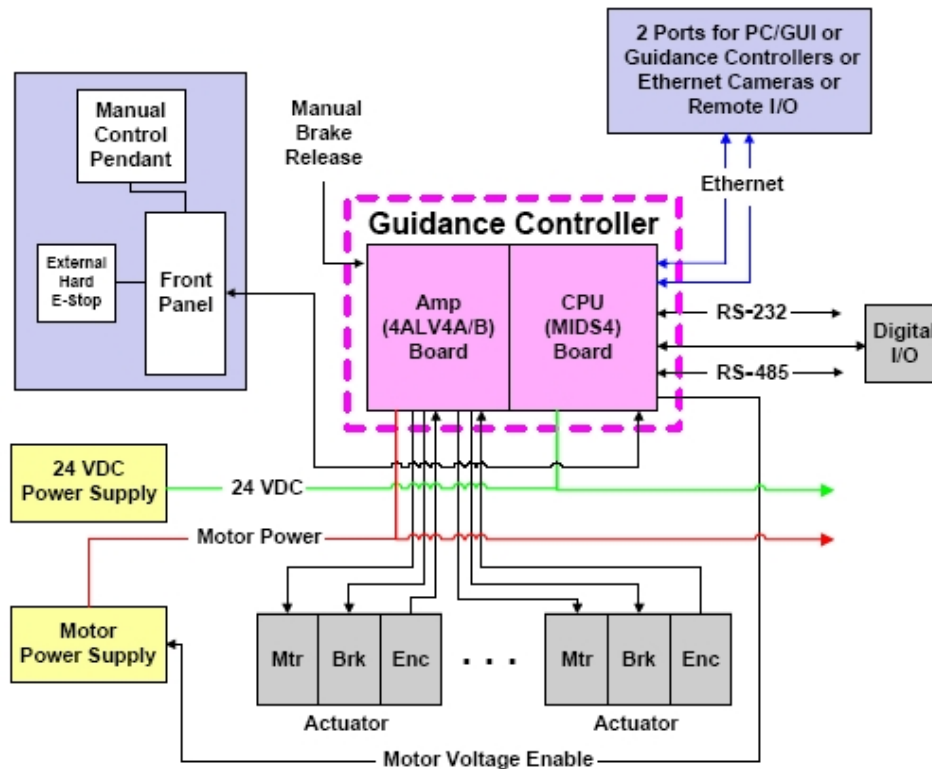 2 Ports for PC/GUI or
Guidance Controllers or
Ethernet Cameras or
Remote I/O
Manual
Control
Pendant
Manual
Brake
Release
Ethernet
Guidance Controller
External
Hard
E-Stop
Front
Panel
Amp
(4ALV4A/B)
Board
CPU
(MIDS4)
Board
RS-232
Digital
I/O
RS-485
24 VDC
Power Supply
24 VDC
Motor Power
Motor
Power Supply
Mtr
Brk
Enc
. . .
Mtr
Brk
Enc
Actuator
Actuator
Motor Voltage Enable